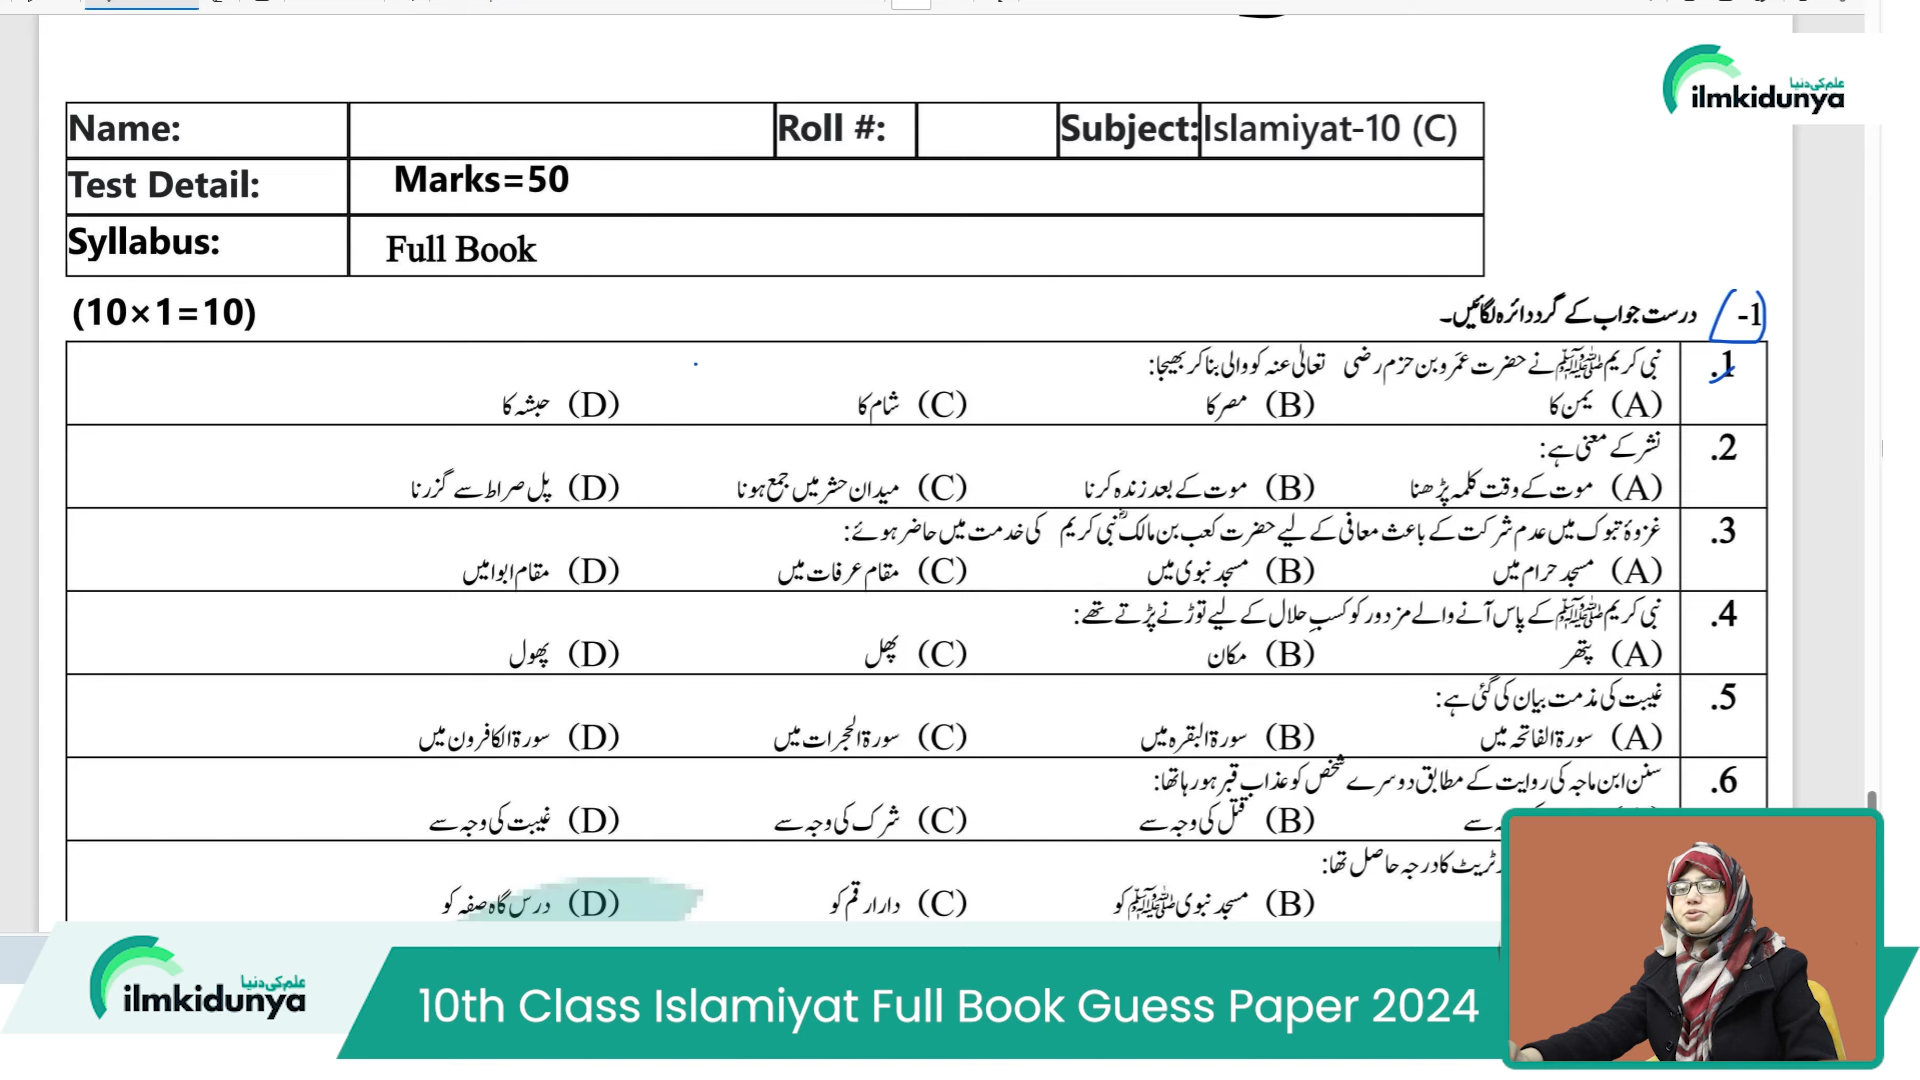 علم کی دنیا
ilmkidunya
Name: Roll #: Subject: Islamiyat-10 (C)
Test Detail: Marks=50
Syllabus: Full Book
-1 درست جواب کے گرد دائرہ لگائیں۔ (10×1=10)
.1 نبی کریم ﷺ نے حضرت عمرو بن حزم رضی تعالیٰ عنہ کو والی بنا کر بھیجا:
(A) یمن کا (B) مصر کا (C) شام کا (D) حبشہ کا
.2 نشر کے معنی ہے:
(A) موت کے وقت کلمہ پڑھنا (B) موت کے بعد زندہ کرنا (C) میدان حشر میں جمع ہونا (D) پل صراط سے گزرنا
.3 غزوۂ تبوک میں عدم شرکت کے باعث معافی کے لیے حضرت کعب بن مالکؓ نبی کریم کی خدمت میں حاضر ہوئے:
(A) مسجد حرام میں (B) مسجد نبوی میں (C) مقام عرفات میں (D) مقام ابوا میں
.4 نبی کریم ﷺ کے پاس آنے والے مزدور کو کسبِ حلال کے لیے توڑنے پڑتے تھے:
(A) پتھر (B) مکان (C) پھل (D) پھول
.5 غیبت کی مذمت بیان کی گئی ہے:
(A) سورۃ الفاتحہ میں (B) سورۃ البقرہ میں (C) سورۃ الحجرات میں (D) سورۃ الکافرون میں
.6 سنن ابن ماجہ کی روایت کے مطابق دوسرے شخص کو عذاب قبر ہو رہا تھا:
سے (B) قتل کی وجہ سے (C) شرک کی وجہ سے (D) غیبت کی وجہ سے
کا درجہ حاصل تھا:
(B) مسجد نبوی ﷺ کو (C) دار ارقم کو (D) درس گاہ صفہ کو
علم کی دنیا
ilmkidunya
10th Class Islamiyat Full Book Guess Paper 2024